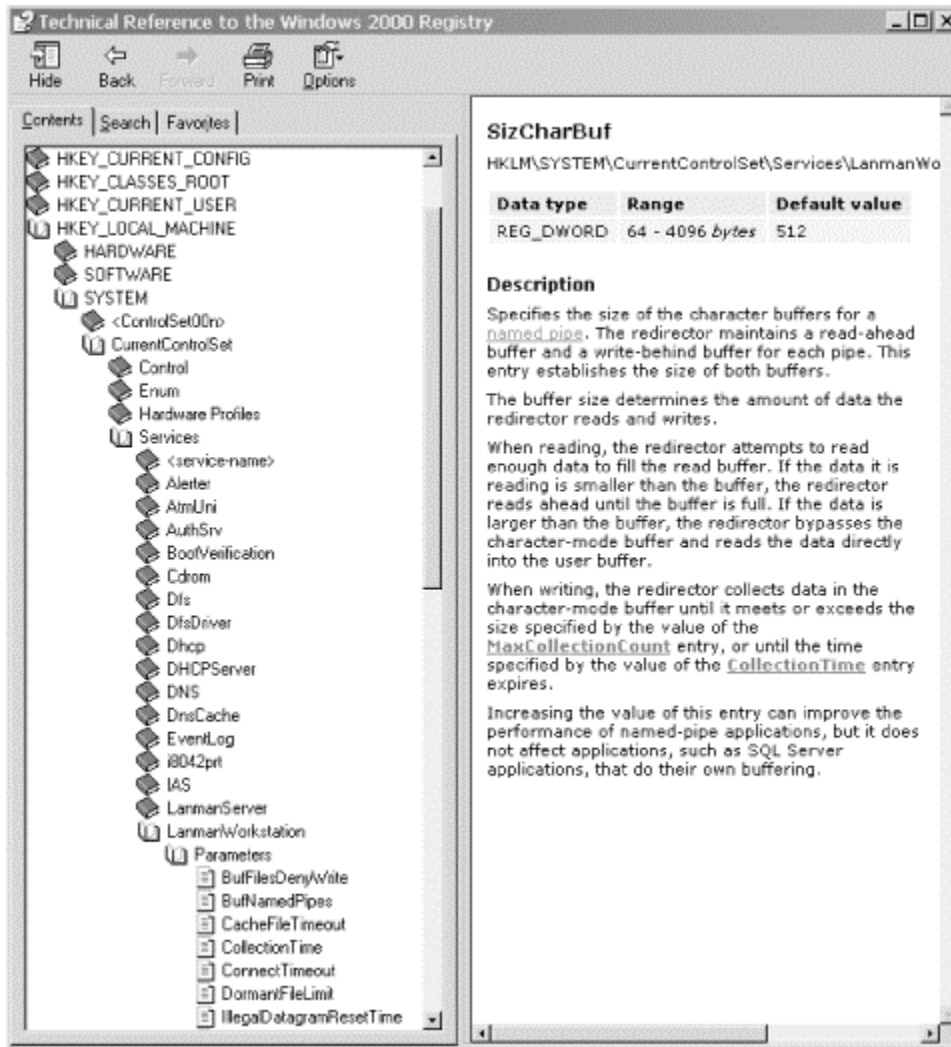 Technical Reference to the Windows 2000 Registry
Hide Back Forward Print Options
Contents Search Favorites
HKEY_CURRENT_CONFIG
HKEY_CLASSES_ROOT
HKEY_CURRENT_USER
HKEY_LOCAL_MACHINE
HARDWARE
SOFTWARE
SYSTEM
<ControlSet00n>
CurrentControlSet
Control
Enum
Hardware Profiles
Services
<service-name>
Alerter
AtmUni
AuthSrv
BootVerification
Cdrom
Dfs
DfsDriver
Dhcp
DHCPServer
DNS
DnsCache
EventLog
i8042prt
IAS
LanmanServer
LanmanWorkstation
Parameters
BufFilesDenyWrite
BufNamedPipes
CacheFileTimeout
CollectionTime
ConnectTimeout
DormantFileLimit
IllegalDatagramResetTime
SizCharBuf
HKLM\SYSTEM\CurrentControlSet\Services\LanmanWo
Data type Range Default value
REG_DWORD 64 - 4096 bytes 512
Description
Specifies the size of the character buffers for a
named pipe. The redirector maintains a read-ahead
buffer and a write-behind buffer for each pipe. This
entry establishes the size of both buffers.
The buffer size determines the amount of data the
redirector reads and writes.
When reading, the redirector attempts to read
enough data to fill the read buffer. If the data it is
reading is smaller than the buffer, the redirector
reads ahead until the buffer is full. If the data is
larger than the buffer, the redirector bypasses the
character-mode buffer and reads the data directly
into the user buffer.
When writing, the redirector collects data in the
character-mode buffer until it meets or exceeds the
size specified by the value of the
MaxCollectionCount entry, or until the time
specified by the value of the CollectionTime entry
expires.
Increasing the value of this entry can improve the
performance of named-pipe applications, but it does
not affect applications, such as SQL Server
applications, that do their own buffering.